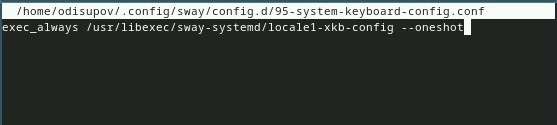 /home/odisupov/.config/sway/config.d/95-system-keyboard-config.conf
exec_always /usr/libexec/sway-systemd/locale1-xkb-config --oneshot